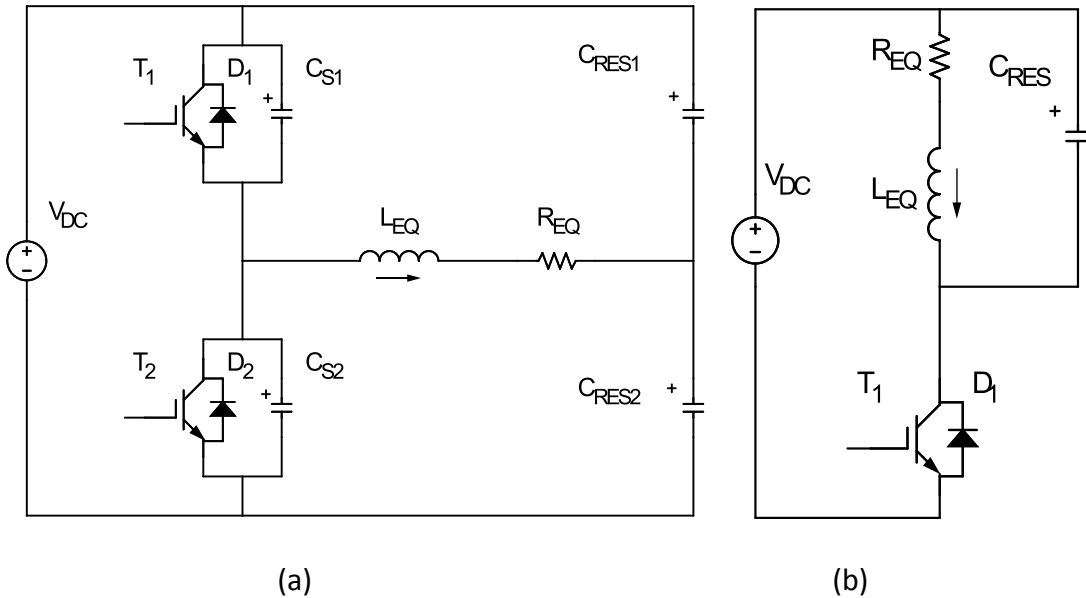 T1 D1 CS1
+
CRES1
+
VDC
+
−
LEQ REQ
T2 D2 CS2
+
CRES2
+
(a)
REQ
CRES
+
VDC
+
−
LEQ
T1 D1
(b)